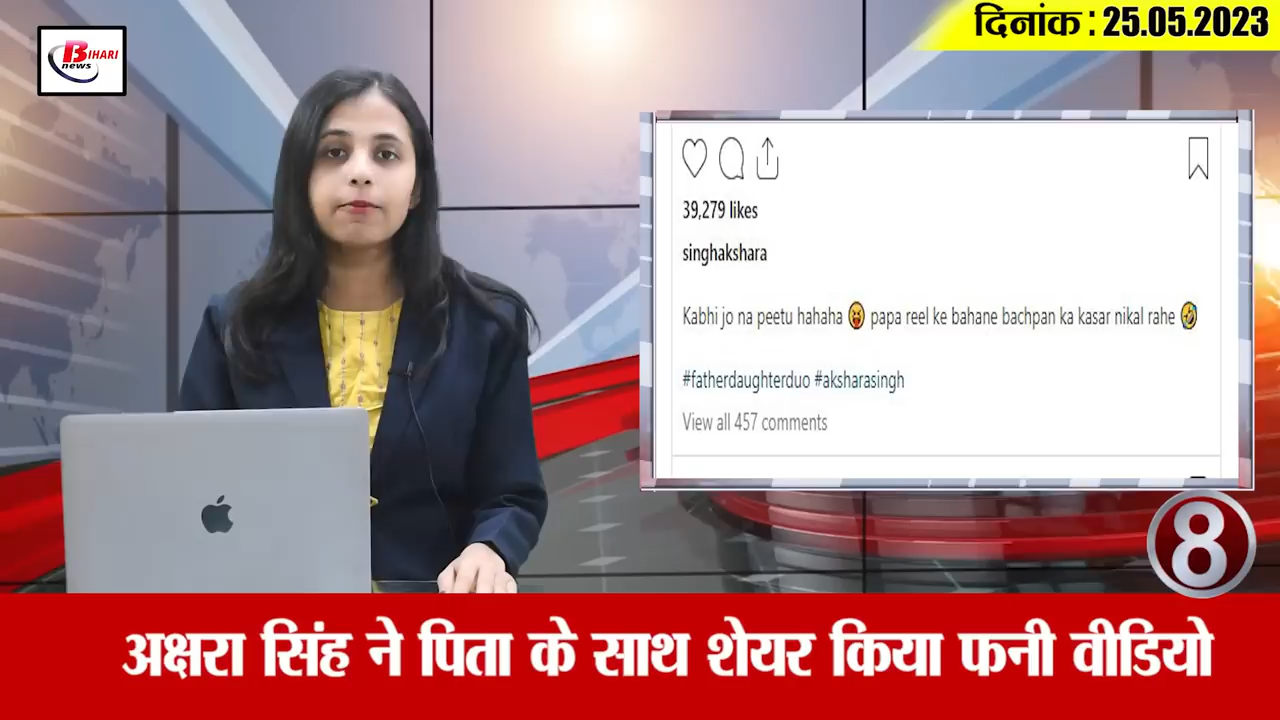 BIHARI
news
दिनांक : 25.05.2023
39,279 likes
singhakshara
Kabhi jo na peetu hahaha 😝 papa reel ke bahane bachpan ka kasar nikal rahe 🤣
#fatherdaughterduo #aksharasingh
View all 457 comments
8
अक्षरा सिंह ने पिता के साथ शेयर किया फनी वीडियो